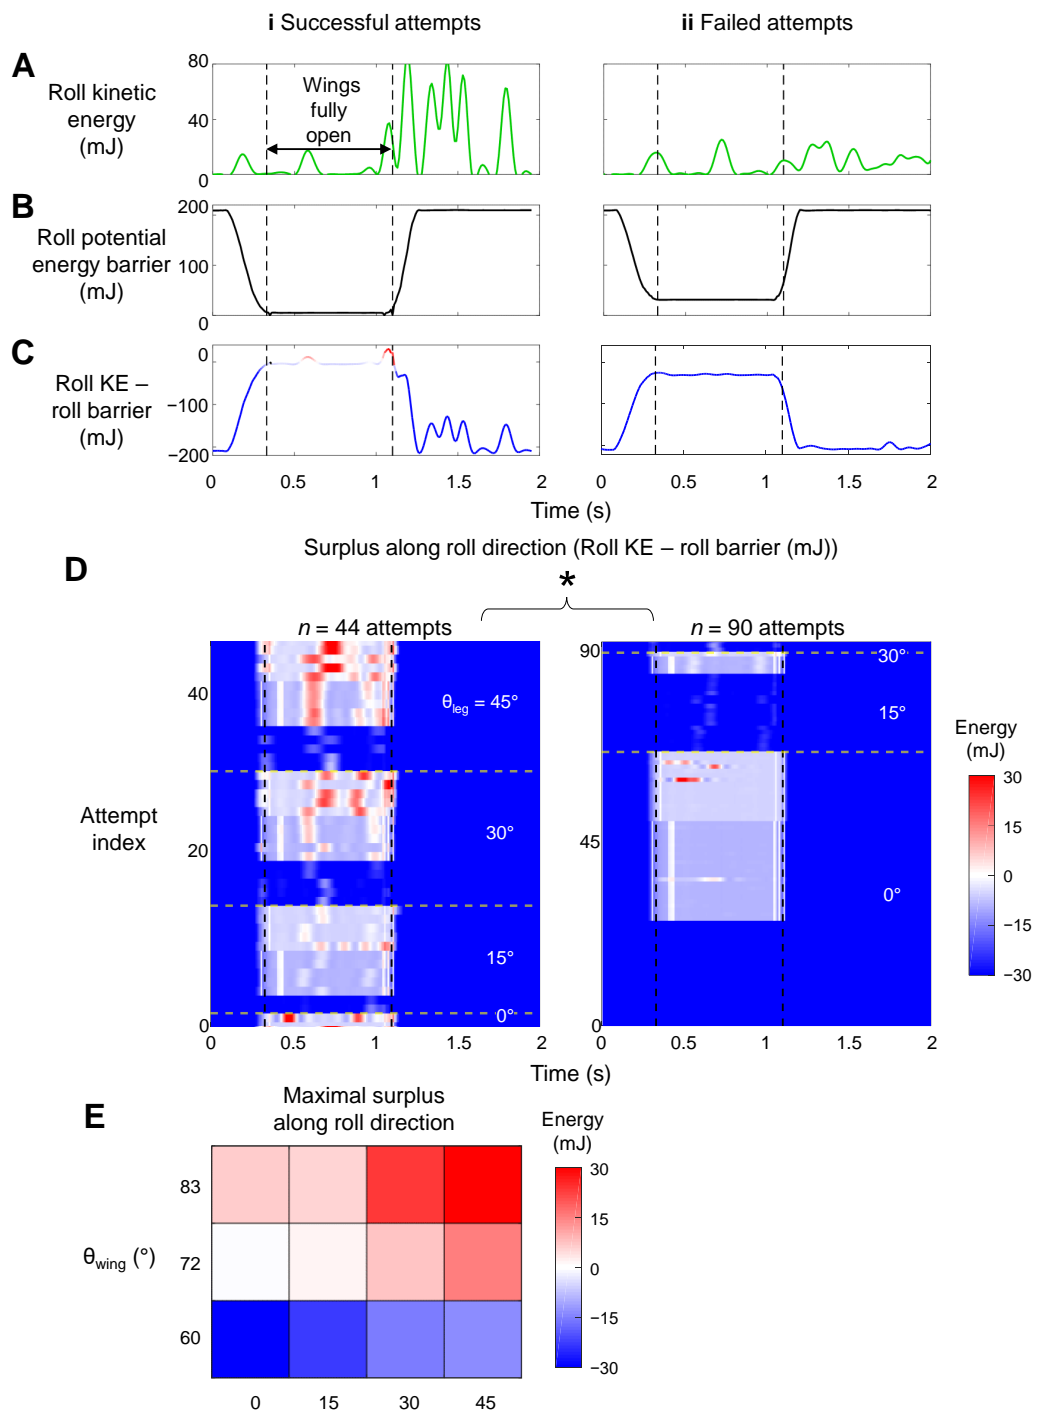 i Successful attempts
ii Failed attempts
A
Roll kinetic
energy
(mJ)
80
40
0
Wings
fully
open
B
Roll potential
energy barrier
(mJ)
200
100
0
C
Roll KE –
roll barrier
(mJ)
0
−100
−200
0 0.5 1 1.5 2
0 0.5 1 1.5 2
Time (s)
Surplus along roll direction (Roll KE – roll barrier (mJ))
D
*
n = 44 attempts
n = 90 attempts
Attempt
index
40
20
0
θleg = 45°
30°
15°
0°
90
45
0
30°
15°
0°
Energy
(mJ)
30
15
0
−15
−30
0 0.5 1 1.5 2
0 0.5 1 1.5 2
Time (s)
E
Maximal surplus
along roll direction
Energy
(mJ)
θwing (°)
83
72
60
0 15 30 45
30
15
0
−15
−30